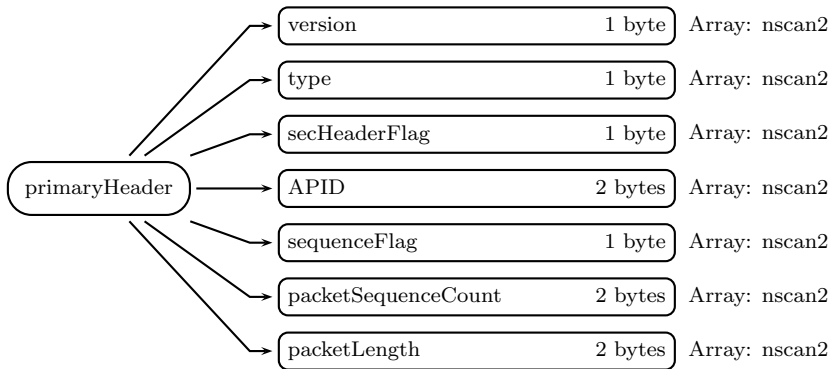 version 1 byte Array: nscan2
type 1 byte Array: nscan2
secHeaderFlag 1 byte Array: nscan2
primaryHeader APID 2 bytes Array: nscan2
sequenceFlag 1 byte Array: nscan2
packetSequenceCount 2 bytes Array: nscan2
packetLength 2 bytes Array: nscan2